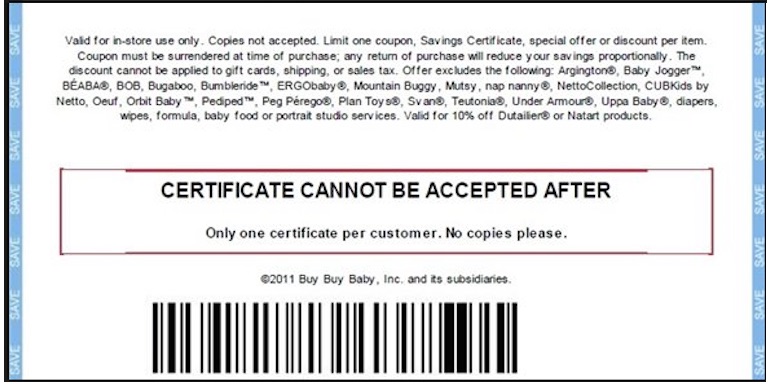 Valid for in-store use only. Copies not accepted. Limit one coupon, Savings Certificate, special offer or discount per item.
Coupon must be surrendered at time of purchase; any return of purchase will reduce your savings proportionally. The
discount cannot be applied to gift cards, shipping, or sales tax. Offer excludes the following: Argington®, Baby Jogger™,
BÉABA®, BOB, Bugaboo, Bumbleride™, ERGObaby®, Mountain Buggy, Mutsy, nap nanny®, NettoCollection, CUBKids by
Netto, Oeuf, Orbit Baby™, Pediped™, Peg Pérego®, Plan Toys®, Svan®, Teutonia®, Under Armour®, Uppa Baby®, diapers,
wipes, formula, baby food or portrait studio services. Valid for 10% off Dutailier® or Natart products.
CERTIFICATE CANNOT BE ACCEPTED AFTER
Only one certificate per customer. No copies please.
©2011 Buy Buy Baby, Inc. and its subsidiaries.
SAVE
SAVE
SAVE
SAVE
SAVE
SAVE
SAVE
SAVE
SAVE
SAVE
SAVE
SAVE